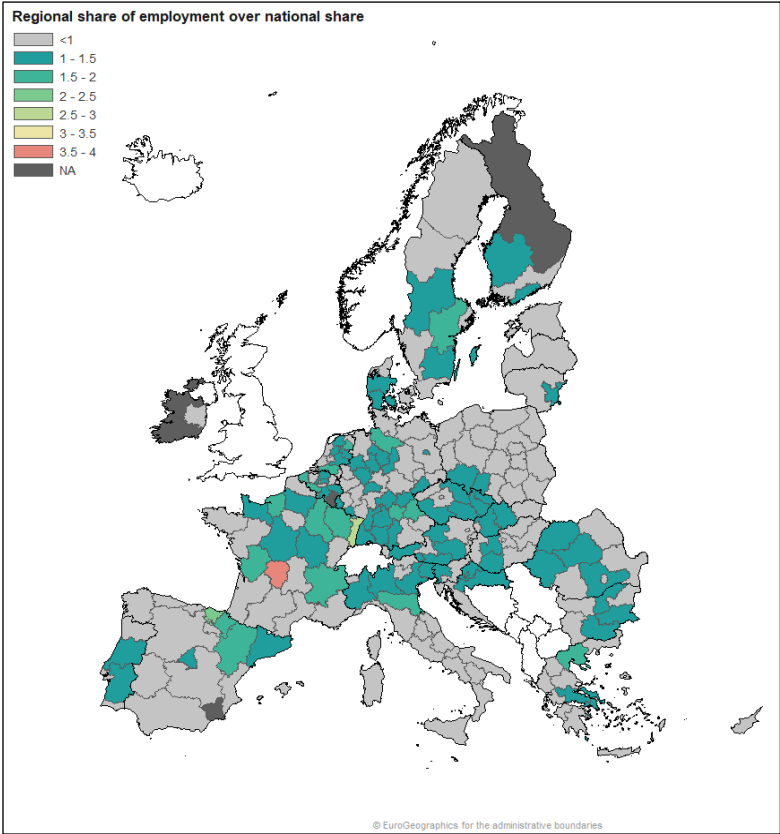 Regional share of employment over national share
<1
1 - 1.5
1.5 - 2
2 - 2.5
2.5 - 3
3 - 3.5
3.5 - 4
NA
© EuroGeographics for the administrative boundaries